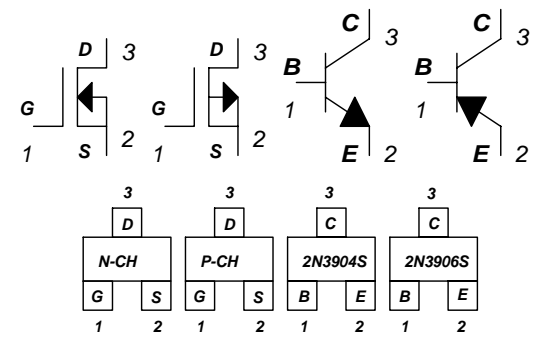 C C
D 3 D 3 3 3
B B
G G 1 1
1 S 2 1 S 2 E 2 E 2
3 3 3 3
D D C C
N-CH P-CH 2N3904S 2N3906S
G S G S B E B E
1 2 1 2 1 2 1 2